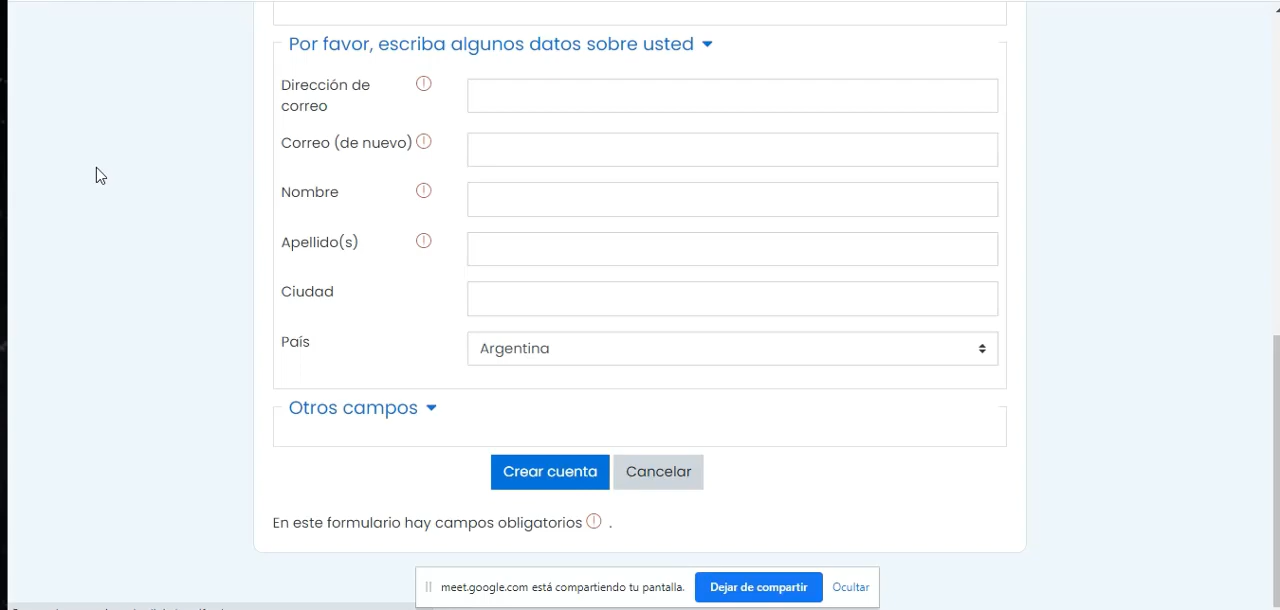 Por favor, escriba algunos datos sobre usted
Dirección de
correo
Correo (de nuevo)
Nombre
Apellido(s)
Ciudad
País
Argentina
Otros campos
Crear cuenta
Cancelar
En este formulario hay campos obligatorios .
meet.google.com está compartiendo tu pantalla.
Dejar de compartir
Ocultar